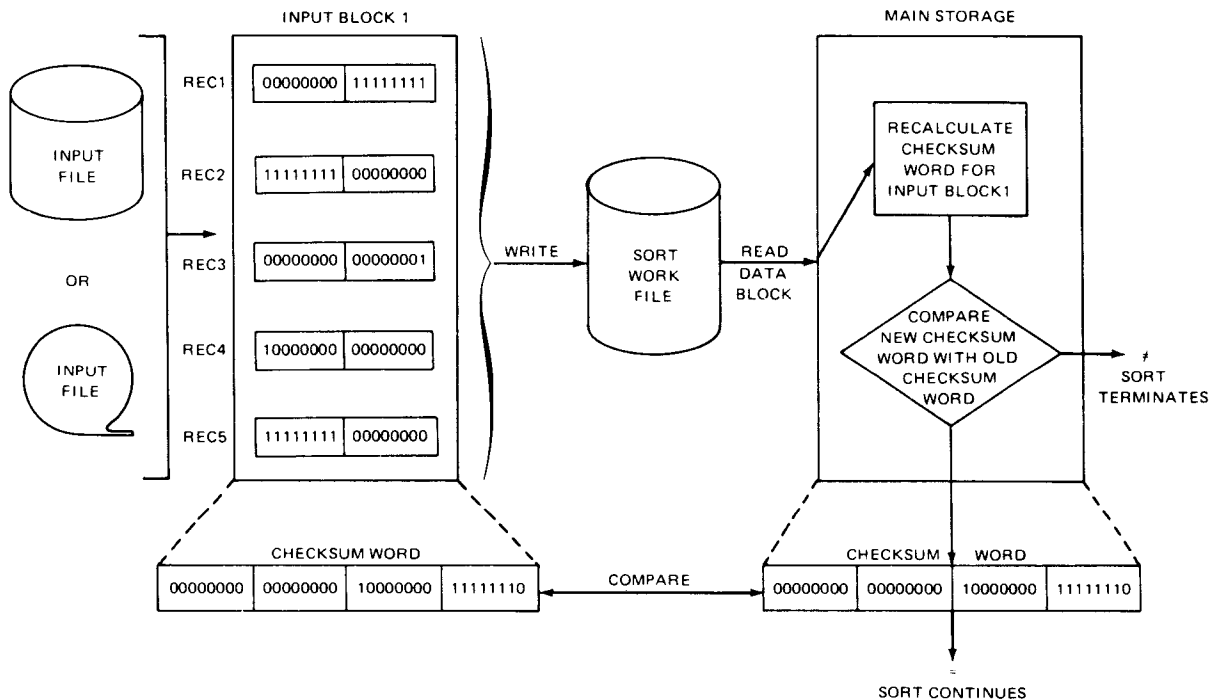 INPUT BLOCK 1
INPUT
FILE
OR
INPUT
FILE
REC1
00000000 11111111
REC2
11111111 00000000
REC3
00000000 00000001
REC4
10000000 00000000
REC5
11111111 00000000
CHECKSUM WORD
00000000 00000000 10000000 11111110
WRITE
SORT
WORK
FILE
READ
DATA
BLOCK
COMPARE
MAIN STORAGE
RECALCULATE
CHECKSUM
WORD FOR
INPUT BLOCK1
COMPARE
NEW CHECKSUM
WORD WITH OLD
CHECKSUM
WORD
≠
SORT
TERMINATES
CHECKSUM WORD
00000000 00000000 10000000 11111110
=
SORT CONTINUES